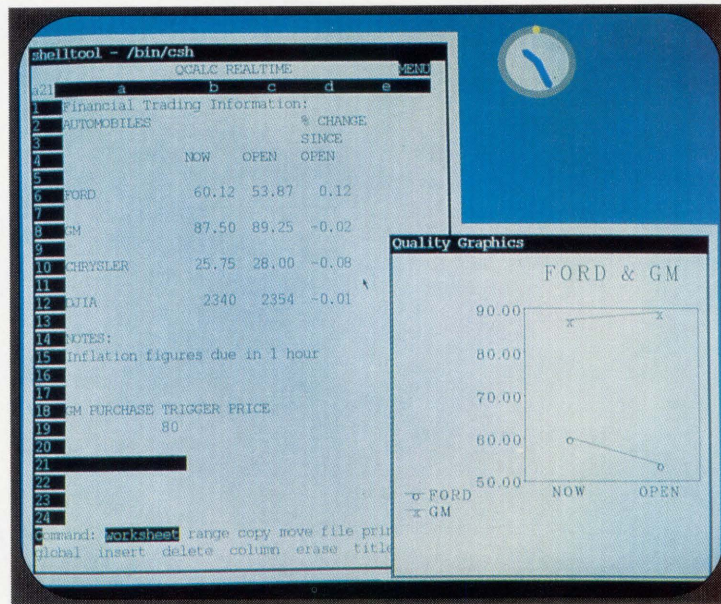 shelltool - /bin/csh
QCALC REALTIME MENU
a21 a b c d e
1 Financial Trading Information:
2 AUTOMOBILES % CHANGE
3 SINCE
4 NOW OPEN OPEN
5
6 FORD 60.12 53.87 0.12
7
8 GM 87.50 89.25 -0.02
9
10 CHRYSLER 25.75 28.00 -0.08
11
12 DJIA 2340 2354 -0.01
13
14 NOTES:
15 Inflation figures due in 1 hour
16
17
18 GM PURCHASE TRIGGER PRICE
19 80
20
21
22
23
24
Command: worksheet range copy move file prin
global insert delete column erase title
Quality Graphics
FORD & GM
90.00
80.00
70.00
60.00
50.00
NOW OPEN
o FORD
x GM